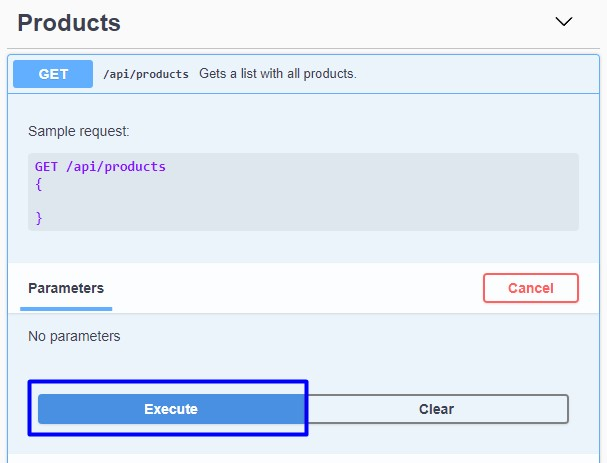 Products
GET /api/products Gets a list with all products.
Sample request:
GET /api/products
{
}
Parameters
Cancel
No parameters
Execute
Clear